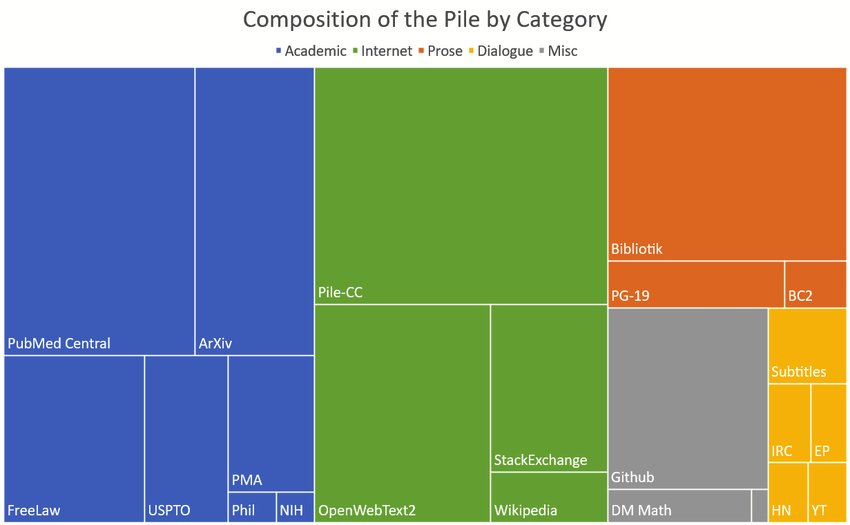 Composition of the Pile by Category
Academic Internet Prose Dialogue Misc
PubMed Central
ArXiv
FreeLaw
USPTO
PMA
Phil
NIH
Pile-CC
OpenWebText2
StackExchange
Wikipedia
Bibliotik
PG-19
BC2
Github
DM Math
Subtitles
IRC
EP
HN
YT